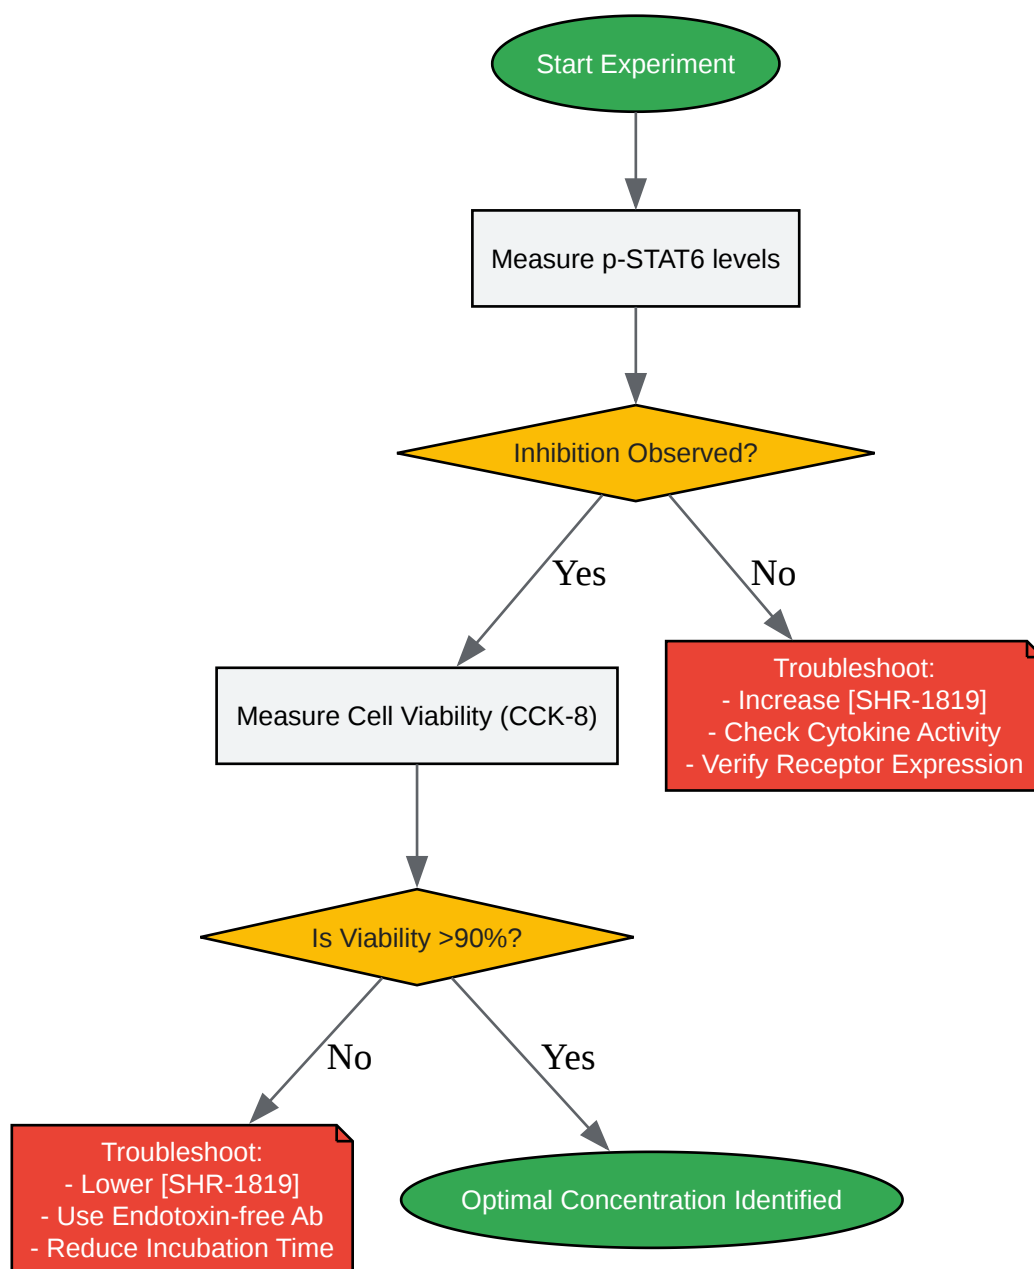 Start Experiment
Measure p-STAT6 levels
Inhibition Observed?
Yes
No
Measure Cell Viability (CCK-8)
Troubleshoot:
- Increase [SHR-1819]
- Check Cytokine Activity
- Verify Receptor Expression
Is Viability >90%?
No
Yes
Troubleshoot:
- Lower [SHR-1819]
- Use Endotoxin-free Ab
- Reduce Incubation Time
Optimal Concentration Identified